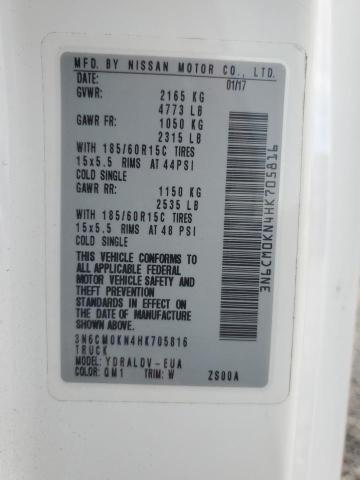 MFD. BY NISSAN MOTOR CO., LTD.
DATE: 01/17
GVWR: 2165 KG
4773 LB
GAWR FR: 1050 KG
2315 LB
WITH 185/60R15C TIRES
15x5.5 RIMS AT 44PSI
COLD SINGLE
GAWR RR: 1150 KG
2535 LB
WITH 185/60R15C TIRES
15x5.5 RIMS AT 48 PSI
COLD SINGLE
THIS VEHICLE CONFORMS TO
ALL APPLICABLE FEDERAL
MOTOR VEHICLE SAFETY AND
THEFT PREVENTION
STANDARDS IN EFFECT ON
THE DATE OF MANUFACTURE
SHOWN ABOVE.
3N6CM0KN4HK705816
TRUCK
MODEL: YDRALDV-EUA
COLOR: QM1 TRIM: W ZS00A
3N6CM0KN4HK705816